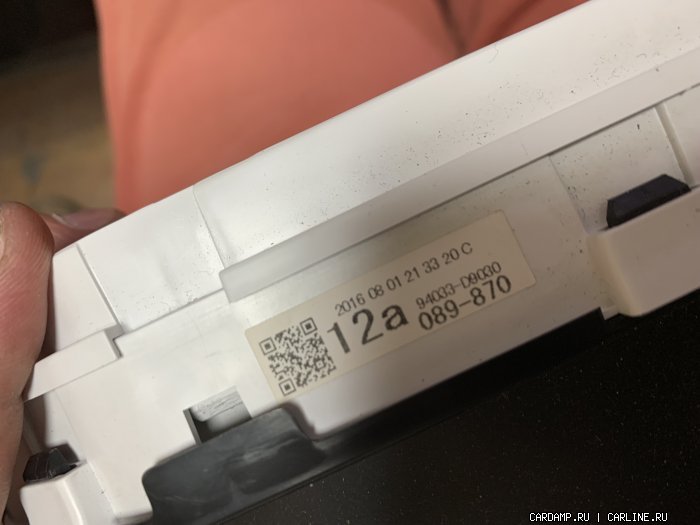 2016 08 01 21 33 20 C
12a
94033-D9030
089-870
CARDAMP.RU | CARLINE.RU